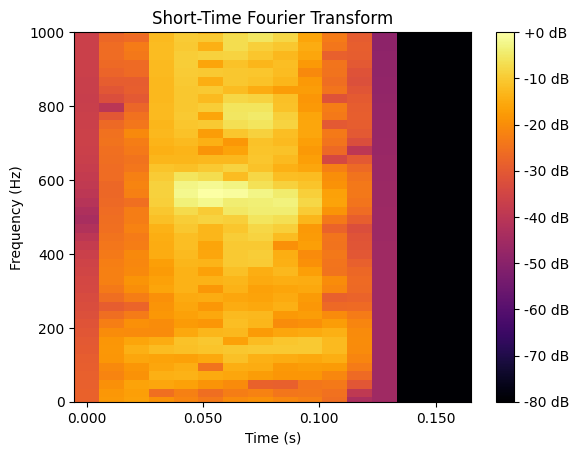 Short-Time Fourier Transform
Frequency (Hz)
1000
800
600
400
200
0
0.000
0.050
0.100
0.150
Time (s)
+0 dB
-10 dB
-20 dB
-30 dB
-40 dB
-50 dB
-60 dB
-70 dB
-80 dB